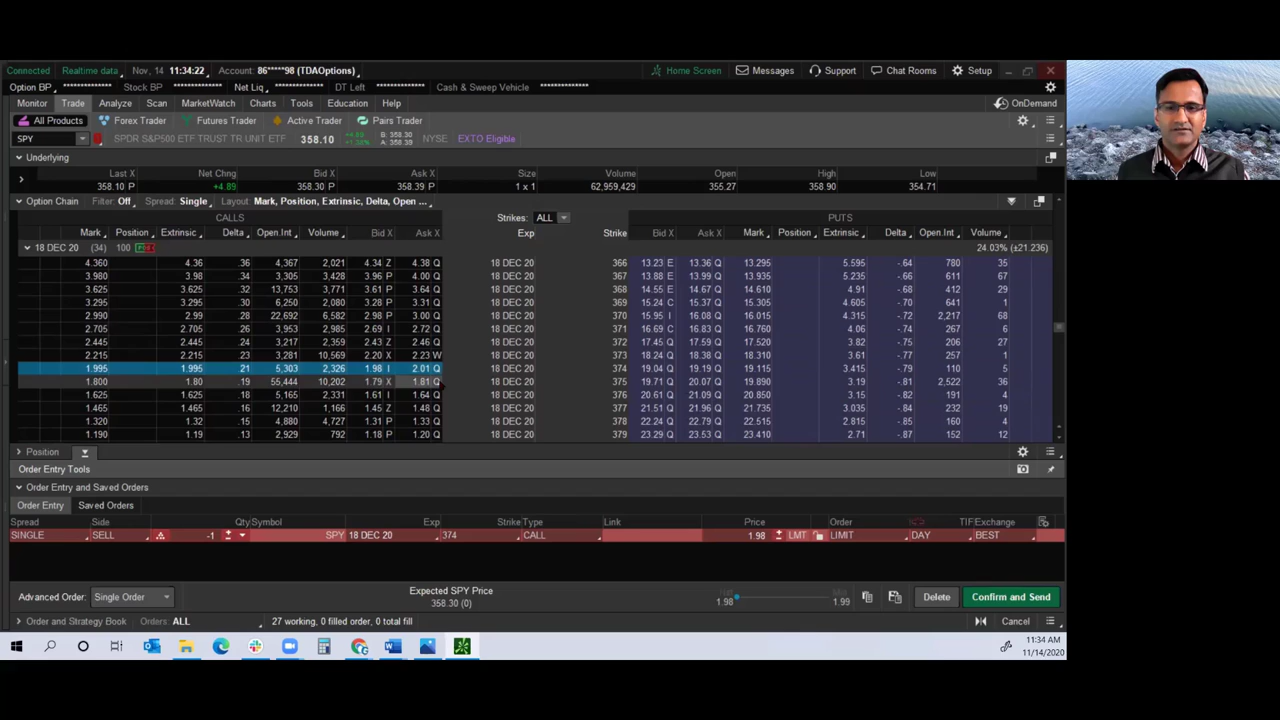 Connected Realtime data Nov, 14 11:34:22 Account: 86*****98 (TDAOptions) Home Screen Messages Support Chat Rooms Setup
Option BP ************** Stock BP ************** Net Liq ************** DT Left ************** Cash & Sweep Vehicle **************
Monitor Trade Analyze Scan MarketWatch Charts Tools Education Help OnDemand
All Products Forex Trader Futures Trader Active Trader Pairs Trader
SPY SPDR S&P500 ETF TRUST TR UNIT ETF 358.10 +4.89 +1.38% B: 358.30 A: 358.39 NYSE EXTO Eligible
Underlying
Last X Net Chng Bid X Ask X Size Volume Open High Low
358.10 P +4.89 358.30 P 358.39 P 1 x 1 62,959,429 355.27 358.90 354.71
Option Chain Filter: Off Spread: Single Layout: Mark, Position, Extrinsic, Delta, Open ...
CALLS Strikes: ALL PUTS
Mark Position Extrinsic Delta Open.Int Volume Bid X Ask X Exp Strike Bid X Ask X Mark Position Extrinsic Delta Open.Int Volume
18 DEC 20 (34) 100 24.03% (±21.236)
4.360 4.36 .36 4,367 2,021 4.34 Z 4.38 Q 18 DEC 20 366 13.23 E 13.36 Q 13.295 5.595 -.64 780 35
3.980 3.98 .34 3,305 3,428 3.96 P 4.00 Q 18 DEC 20 367 13.88 E 13.99 Q 13.935 5.235 -.66 611 67
3.625 3.625 .32 13,753 3,771 3.61 P 3.64 Q 18 DEC 20 368 14.55 E 14.67 Q 14.610 4.91 -.68 412 29
3.295 3.295 .30 6,250 2,080 3.28 P 3.31 Q 18 DEC 20 369 15.24 C 15.37 Q 15.305 4.605 -.70 641 1
2.990 2.99 .28 22,692 6,582 2.98 P 3.00 Q 18 DEC 20 370 15.95 I 16.08 Q 16.015 4.315 -.72 2,217 68
2.705 2.705 .26 3,953 2,985 2.69 I 2.72 Q 18 DEC 20 371 16.69 C 16.83 Q 16.760 4.06 -.74 267 6
2.445 2.445 .24 3,217 2,359 2.43 Z 2.46 Q 18 DEC 20 372 17.45 Q 17.59 Q 17.520 3.82 -.75 206 27
2.215 2.215 .23 3,281 10,569 2.20 X 2.23 W 18 DEC 20 373 18.24 Q 18.38 Q 18.310 3.61 -.77 257 1
1.995 1.995 .21 5,303 2,326 1.98 I 2.01 Q 18 DEC 20 374 19.04 Q 19.19 Q 19.115 3.415 -.79 110 5
1.800 1.80 .19 55,444 10,202 1.79 X 1.81 Q 18 DEC 20 375 19.71 Q 20.07 Q 19.890 3.19 -.81 2,522 36
1.625 1.625 .18 5,165 2,331 1.61 I 1.64 Q 18 DEC 20 376 20.61 Q 21.09 Q 20.850 3.15 -.82 191 4
1.465 1.465 .16 12,210 1,166 1.45 Z 1.48 Q 18 DEC 20 377 21.51 Q 21.96 Q 21.735 3.035 -.84 232 19
1.320 1.32 .15 4,880 4,727 1.31 P 1.33 Q 18 DEC 20 378 22.24 Q 22.79 Q 22.515 2.815 -.85 160 4
1.190 1.19 .13 2,929 792 1.18 P 1.20 Q 18 DEC 20 379 23.29 Q 23.53 Q 23.410 2.71 -.87 152 12
Position
Order Entry Tools
Order Entry and Saved Orders
Order Entry Saved Orders
Spread Side Qty Symbol Exp Strike Type Link Price Order TIF Exchange
SINGLE SELL -1 SPY 18 DEC 20 374 CALL 1.98 LMT LIMIT DAY BEST
Advanced Order: Single Order Expected SPY Price 358.30 (0) 1.98 1.99 Delete Confirm and Send
Order and Strategy Book Orders: ALL 27 working, 0 filled order, 0 total fill Cancel
11:34 AM
11/14/2020